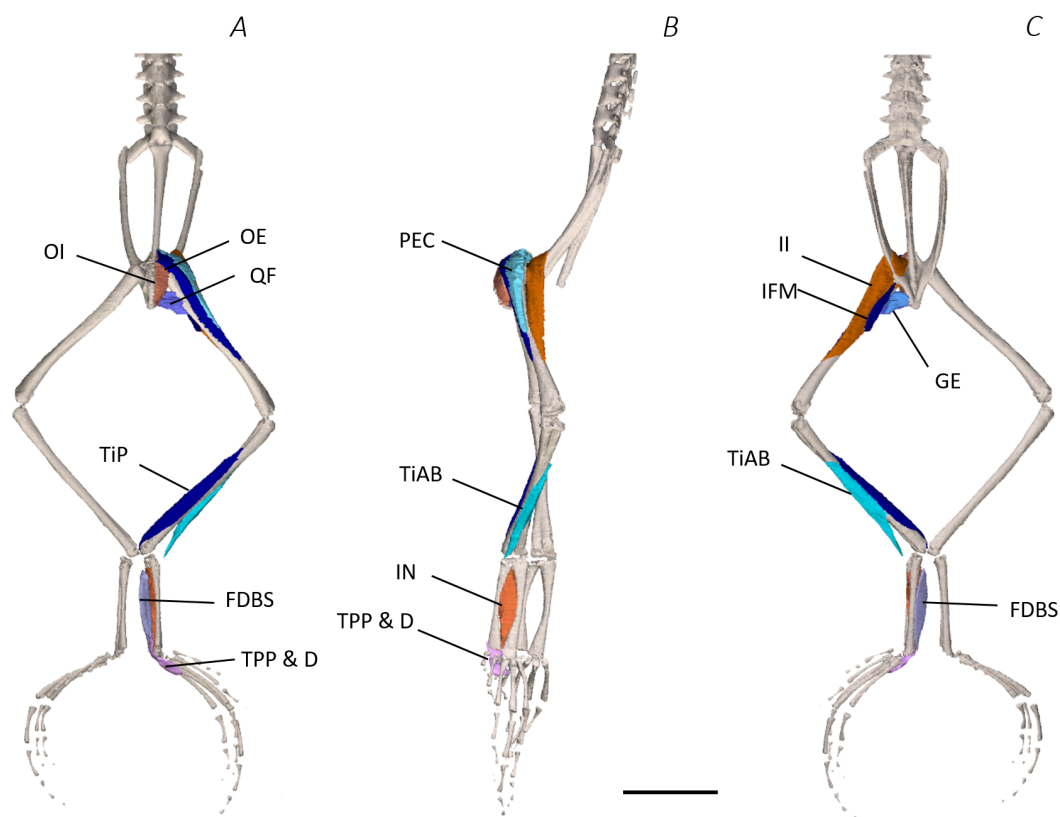 A
OI
OE
QF
TiP
FDBS
TPP & D
B
PEC
TiAB
IN
TPP & D
C
II
IFM
GE
TiAB
FDBS